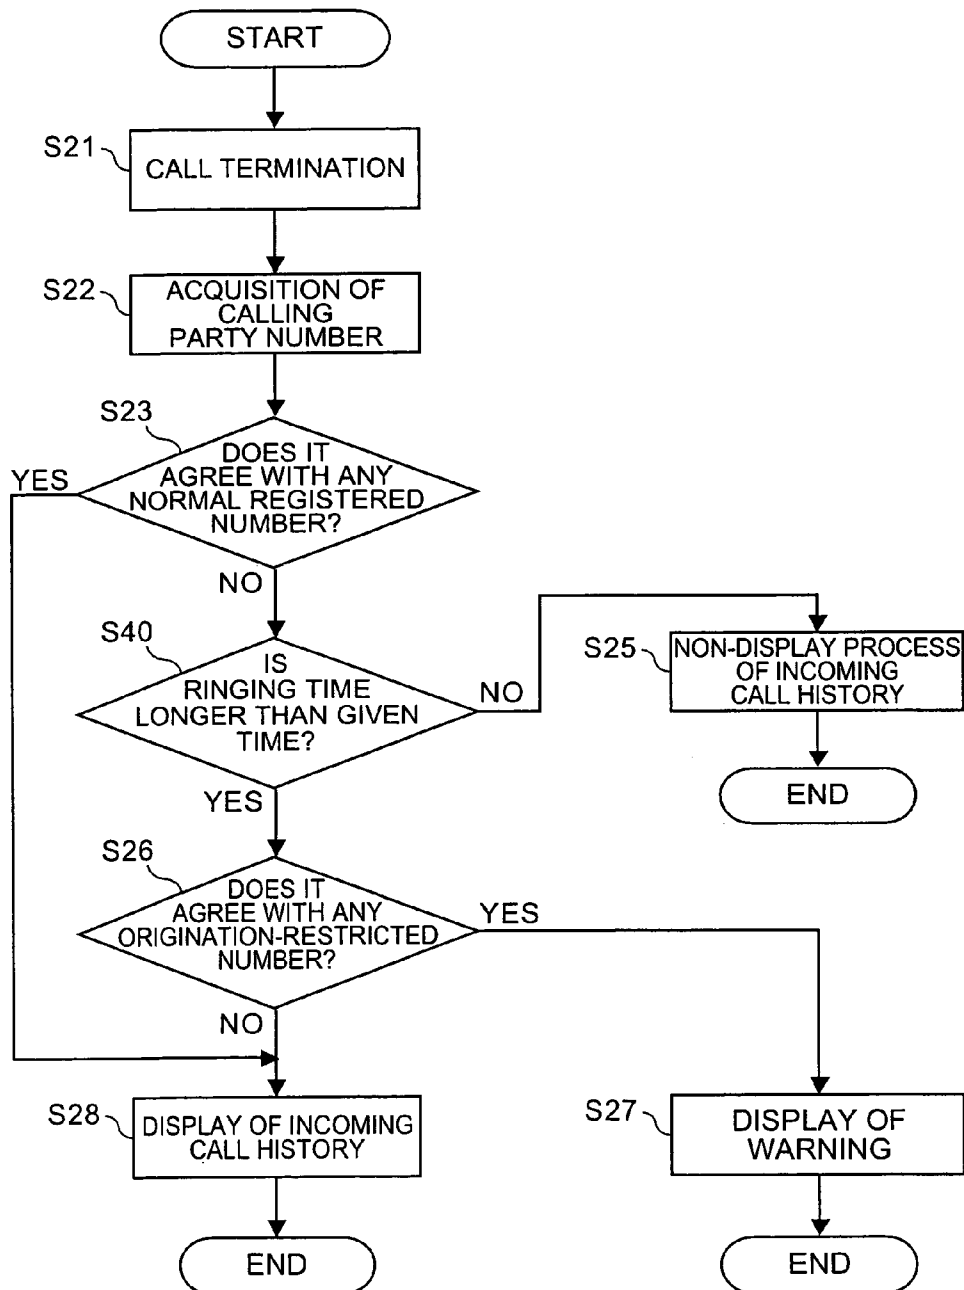 START
S21
CALL TERMINATION
S22
ACQUISITION OF
CALLING
PARTY NUMBER
S23
DOES IT
AGREE WITH ANY
NORMAL REGISTERED
NUMBER?
YES
NO
S40
IS
RINGING TIME
LONGER THAN GIVEN
TIME?
NO
S25
NON-DISPLAY PROCESS
OF INCOMING
CALL HISTORY
END
YES
S26
DOES IT
AGREE WITH ANY
ORIGINATION-RESTRICTED
NUMBER?
YES
NO
S28
DISPLAY OF INCOMING
CALL HISTORY
S27
DISPLAY OF
WARNING
END
END